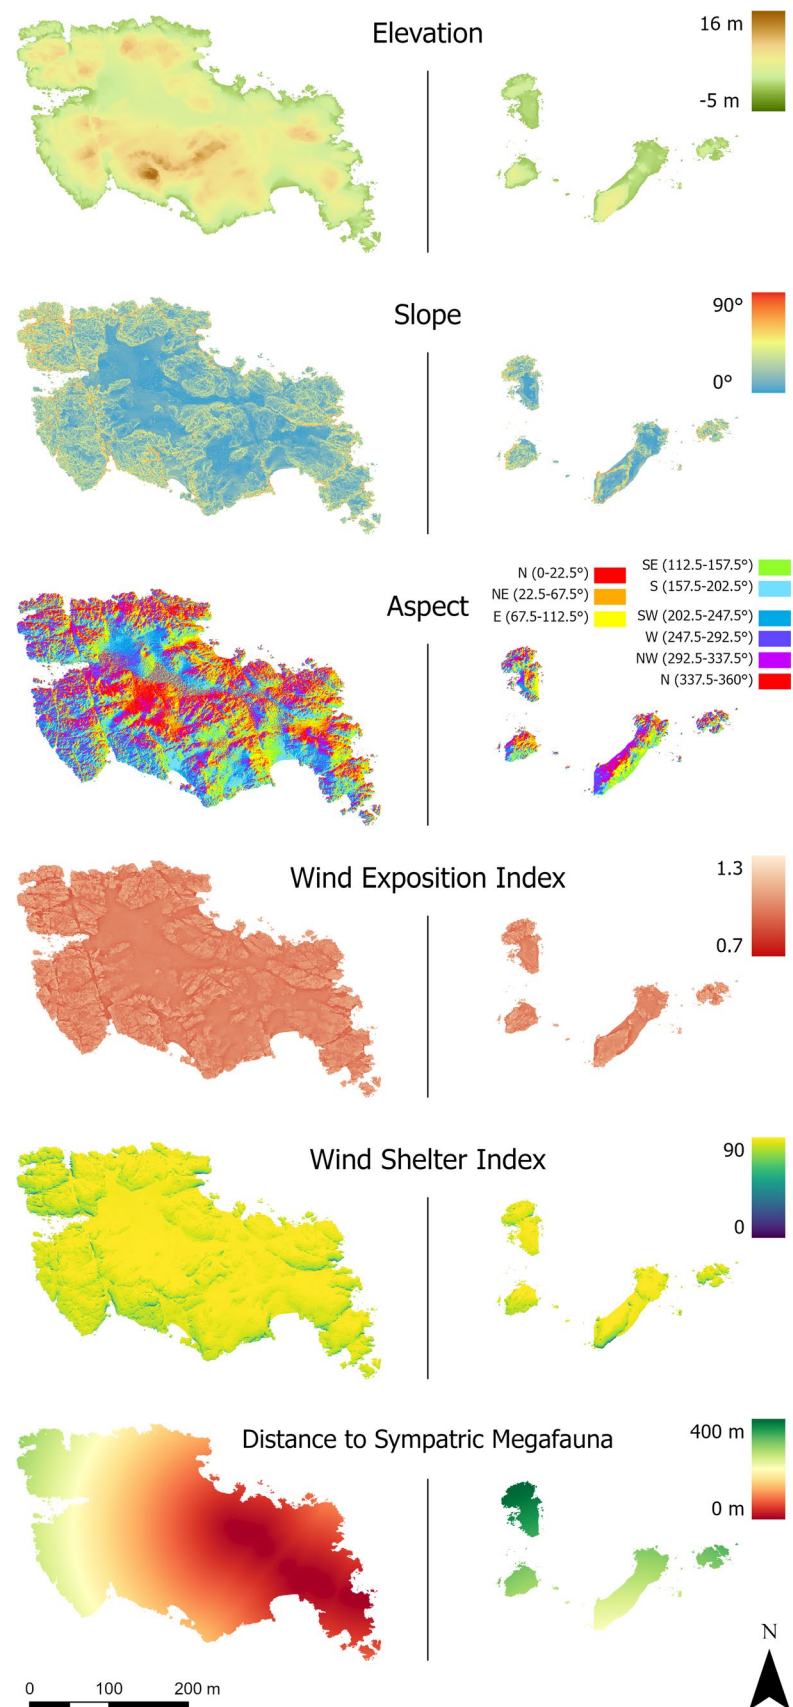 Elevation
16 m
-5 m
Slope
90°
0°
Aspect
N (0-22.5°)
NE (22.5-67.5°)
E (67.5-112.5°)
SE (112.5-157.5°)
S (157.5-202.5°)
SW (202.5-247.5°)
W (247.5-292.5°)
NW (292.5-337.5°)
N (337.5-360°)
Wind Exposition Index
1.3
0.7
Wind Shelter Index
90
0
Distance to Sympatric Megafauna
400 m
0 m
N
0 100 200 m